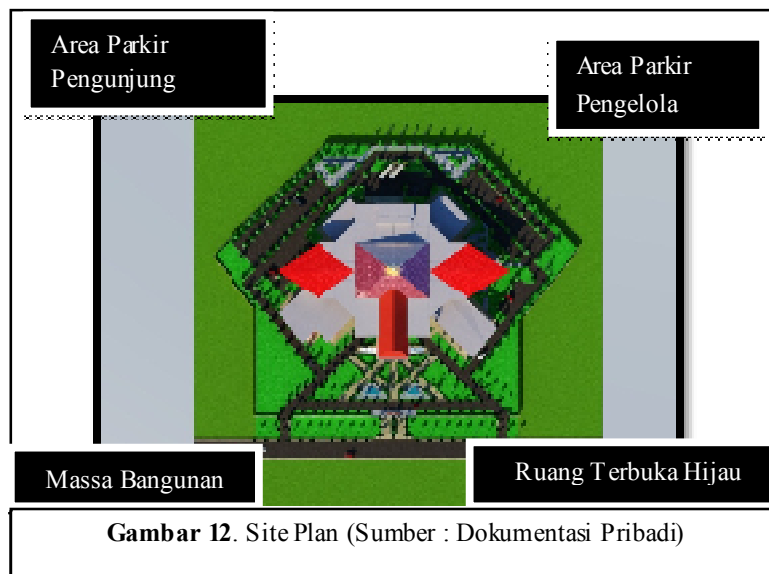 Area Parkir
Pengunjung
Area Parkir
Pengelola
Massa Bangunan
Ruang Terbuka Hijau
Gambar 12. Site Plan (Sumber : Dokumentasi Pribadi)